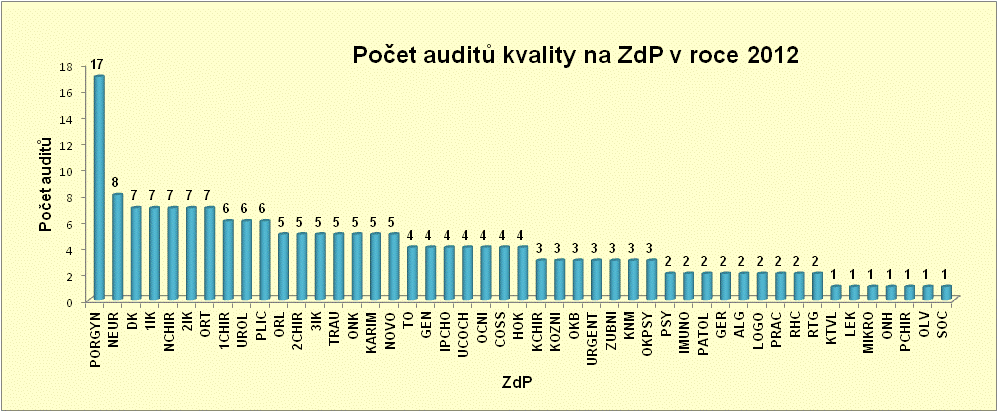 Počet auditů kvality na ZdP v roce 2012
Počet auditů
18
16
14
12
10
8
6
4
2
0
17 8 7 7 7 7 7 6 6 6 5 5 5 5 5 5 5 4 4 4 4 4 4 4 3 3 3 3 3 3 3 2 2 2 2 2 2 2 2 2 1 1 1 1 1 1 1
PORGYN NEUR DK 1IK NCHIR 2IK ORT 1CHIR UROL PLIC ORL 2CHIR 3IK TRAU ONK KARIM NOVO TO GEN IPCHO UCOCH OCNI COSS HOK KCHIR KOZNI OKB URGENT ZUBNI KNM OKPSY PSY IMUNO PATOL GER ALG LOGO PRAC RHC RTG KTVL LEK MIKRO ONH PCHIR OLV SOC
ZdP